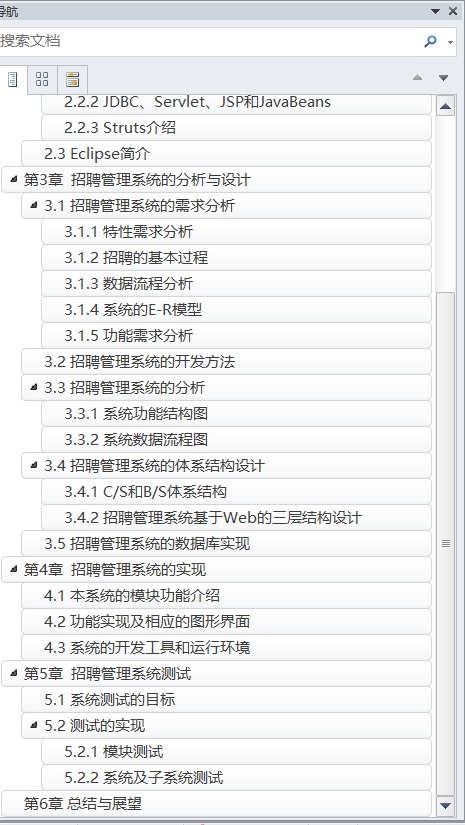 导航
搜索文档
2.2.2 JDBC、Servlet、JSP和JavaBeans
2.2.3 Struts介绍
2.3 Eclipse简介
第3章 招聘管理系统的分析与设计
3.1 招聘管理系统的需求分析
3.1.1 特性需求分析
3.1.2 招聘的基本过程
3.1.3 数据流程分析
3.1.4 系统的E-R模型
3.1.5 功能需求分析
3.2 招聘管理系统的开发方法
3.3 招聘管理系统的分析
3.3.1 系统功能结构图
3.3.2 系统数据流程图
3.4 招聘管理系统的体系结构设计
3.4.1 C/S和B/S体系结构
3.4.2 招聘管理系统基于Web的三层结构设计
3.5 招聘管理系统的数据库实现
第4章 招聘管理系统的实现
4.1 本系统的模块功能介绍
4.2 功能实现及相应的图形界面
4.3 系统的开发工具和运行环境
第5章 招聘管理系统测试
5.1 系统测试的目标
5.2 测试的实现
5.2.1 模块测试
5.2.2 系统及子系统测试
第6章 总结与展望